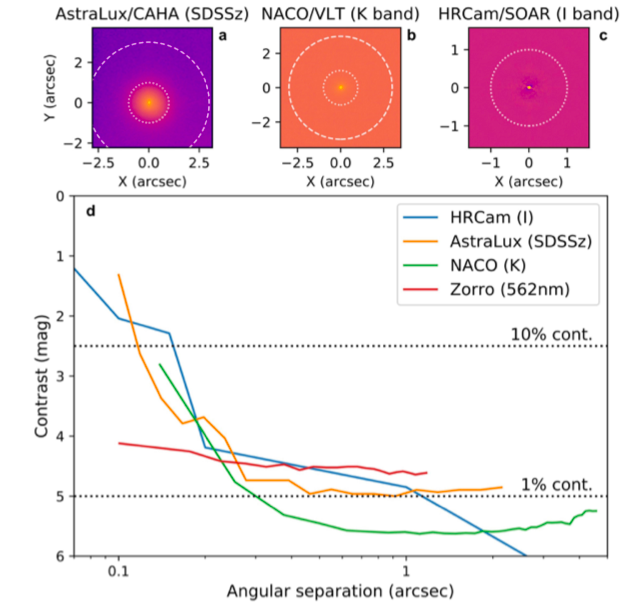 AstraLux/CAHA (SDSSz) NACO/VLT (K band) HRCam/SOAR (I band)
a b c
Y (arcsec)
2
0
−2
2
0
−2
1
0
−1
−2.5 0.0 2.5 −2.5 0.0 2.5 −1 0 1
X (arcsec) X (arcsec) X (arcsec)
d
HRCam (I)
AstraLux (SDSSz)
NACO (K)
Zorro (562nm)
10% cont.
1% cont.
Contrast (mag)
0
1
2
3
4
5
6
0.1 1
Angular separation (arcsec)